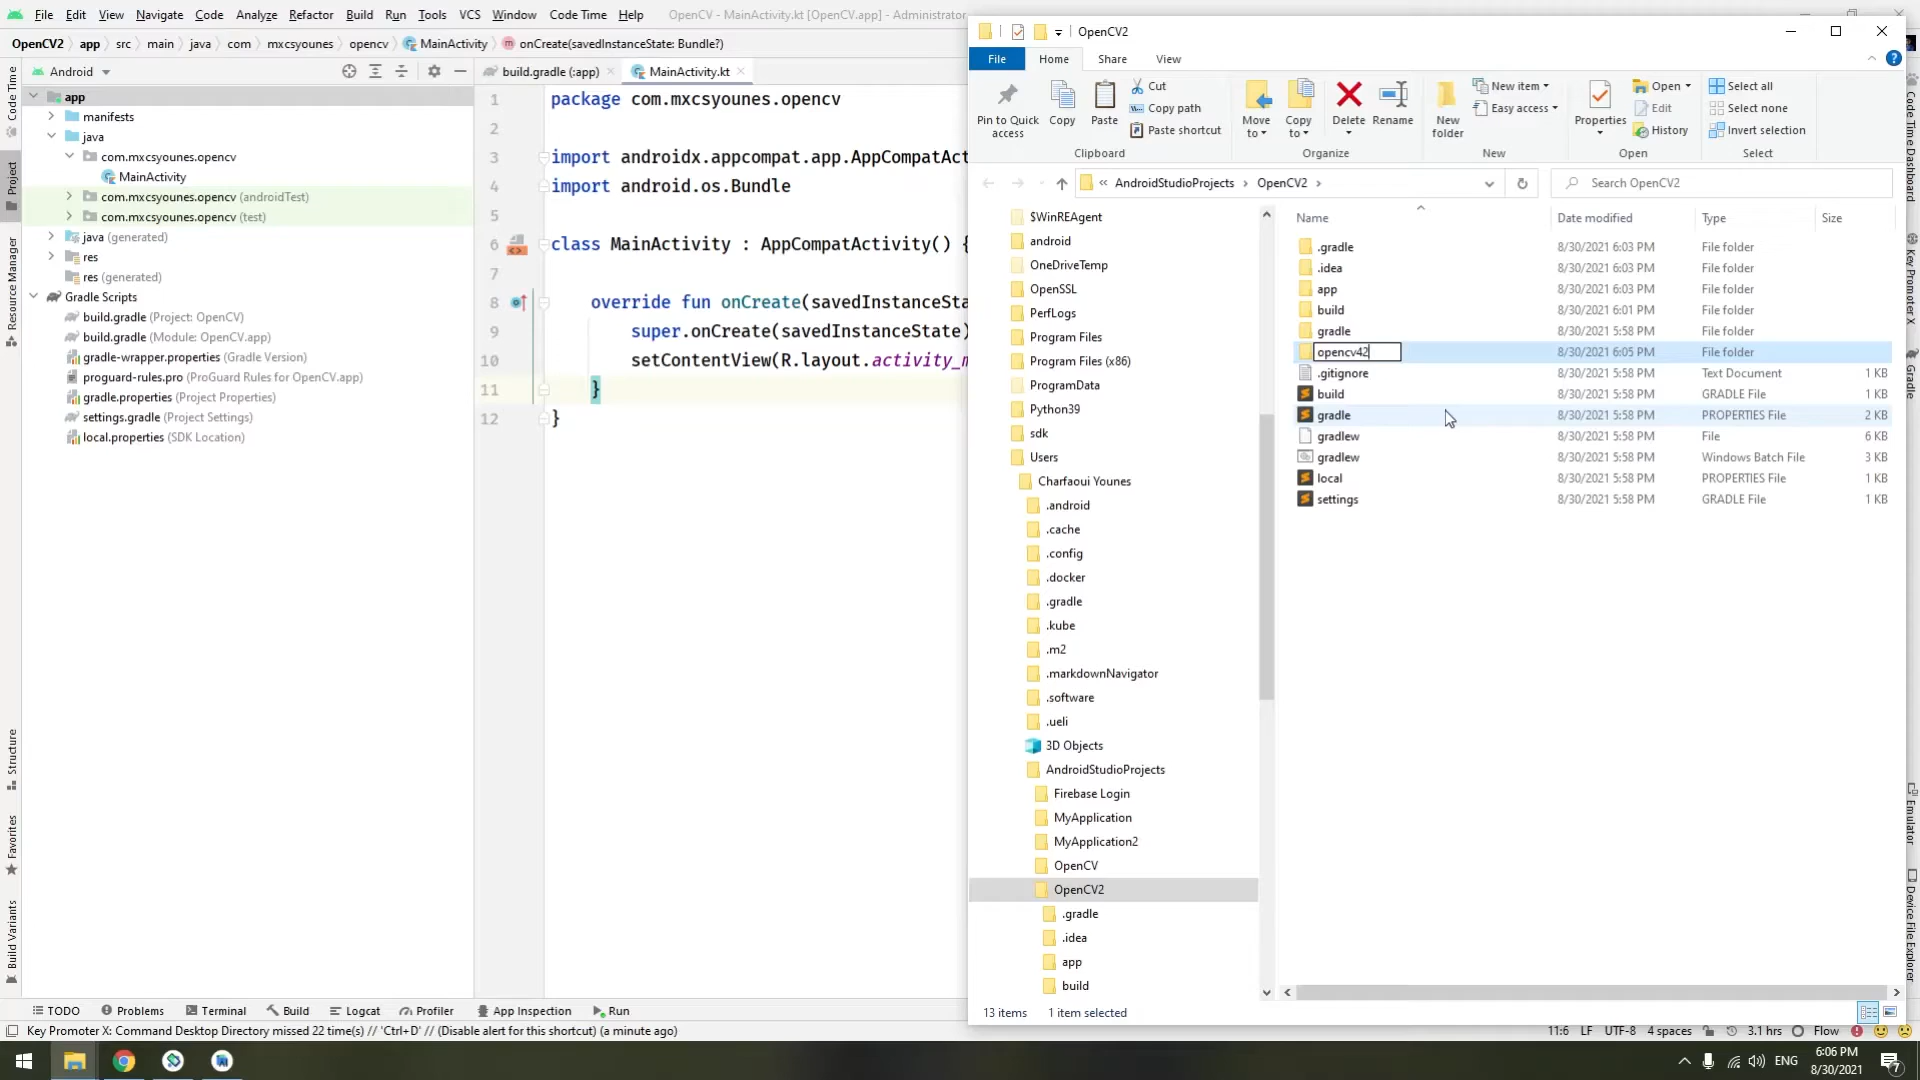 File Edit View Navigate Code Analyze Refactor Build Run Tools VCS Window Code Time Help OpenCV - MainActivity.kt [OpenCV.app] - Administrator
OpenCV2 app src main java com mxcsyounes opencv MainActivity onCreate(savedInstanceState: Bundle?)
Code Time
Project
Resource Manager
Structure
Favorites
Build Variants
Android
app
manifests
java
com.mxcsyounes.opencv
MainActivity
com.mxcsyounes.opencv (androidTest)
com.mxcsyounes.opencv (test)
java (generated)
res
res (generated)
Gradle Scripts
build.gradle (Project: OpenCV)
build.gradle (Module: OpenCV.app)
gradle-wrapper.properties (Gradle Version)
proguard-rules.pro (ProGuard Rules for OpenCV.app)
gradle.properties (Project Properties)
settings.gradle (Project Settings)
local.properties (SDK Location)
build.gradle (:app) MainActivity.kt
1 package com.mxcsyounes.opencv
2
3 import androidx.appcompat.app.AppCompatAct
4 import android.os.Bundle
5
6 class MainActivity : AppCompatActivity() {
7
8 override fun onCreate(savedInstanceSta
9 super.onCreate(savedInstanceState)
10 setContentView(R.layout.activity_m
11 }
12 }
OpenCV2
File Home Share View
Pin to Quick access
Copy
Paste
Cut
Copy path
Paste shortcut
Clipboard
Move to
Copy to
Delete
Rename
Organize
New folder
New item
Easy access
New
Properties
Open
Edit
History
Open
Select all
Select none
Invert selection
Select
« AndroidStudioProjects › OpenCV2 ›
Search OpenCV2
$WinREAgent
android
OneDriveTemp
OpenSSL
PerfLogs
Program Files
Program Files (x86)
ProgramData
Python39
sdk
Users
Charfaoui Younes
.android
.cache
.config
.docker
.gradle
.kube
.m2
.markdownNavigator
.software
.ueli
3D Objects
AndroidStudioProjects
Firebase Login
MyApplication
MyApplication2
OpenCV
OpenCV2
.gradle
.idea
app
build
Name Date modified Type Size
.gradle 8/30/2021 6:03 PM File folder
.idea 8/30/2021 6:03 PM File folder
app 8/30/2021 6:03 PM File folder
build 8/30/2021 6:01 PM File folder
gradle 8/30/2021 5:58 PM File folder
opencv42 8/30/2021 6:05 PM File folder
.gitignore 8/30/2021 5:58 PM Text Document 1 KB
build 8/30/2021 5:58 PM GRADLE File 1 KB
gradle 8/30/2021 5:58 PM PROPERTIES File 2 KB
gradlew 8/30/2021 5:58 PM File 6 KB
gradlew 8/30/2021 5:58 PM Windows Batch File 3 KB
local 8/30/2021 5:58 PM PROPERTIES File 1 KB
settings 8/30/2021 5:58 PM GRADLE File 1 KB
13 items 1 item selected
Code Time Dashboard
Key Promoter X
Gradle
Emulator
Device File Explorer
TODO Problems Terminal Build Logcat Profiler App Inspection Run
Key Promoter X: Command Desktop Directory missed 22 time(s) // 'Ctrl+D' // (Disable alert for this shortcut) (a minute ago)
11:6 LF UTF-8 4 spaces 3.1 hrs Flow
ENG
6:06 PM
8/30/2021
7